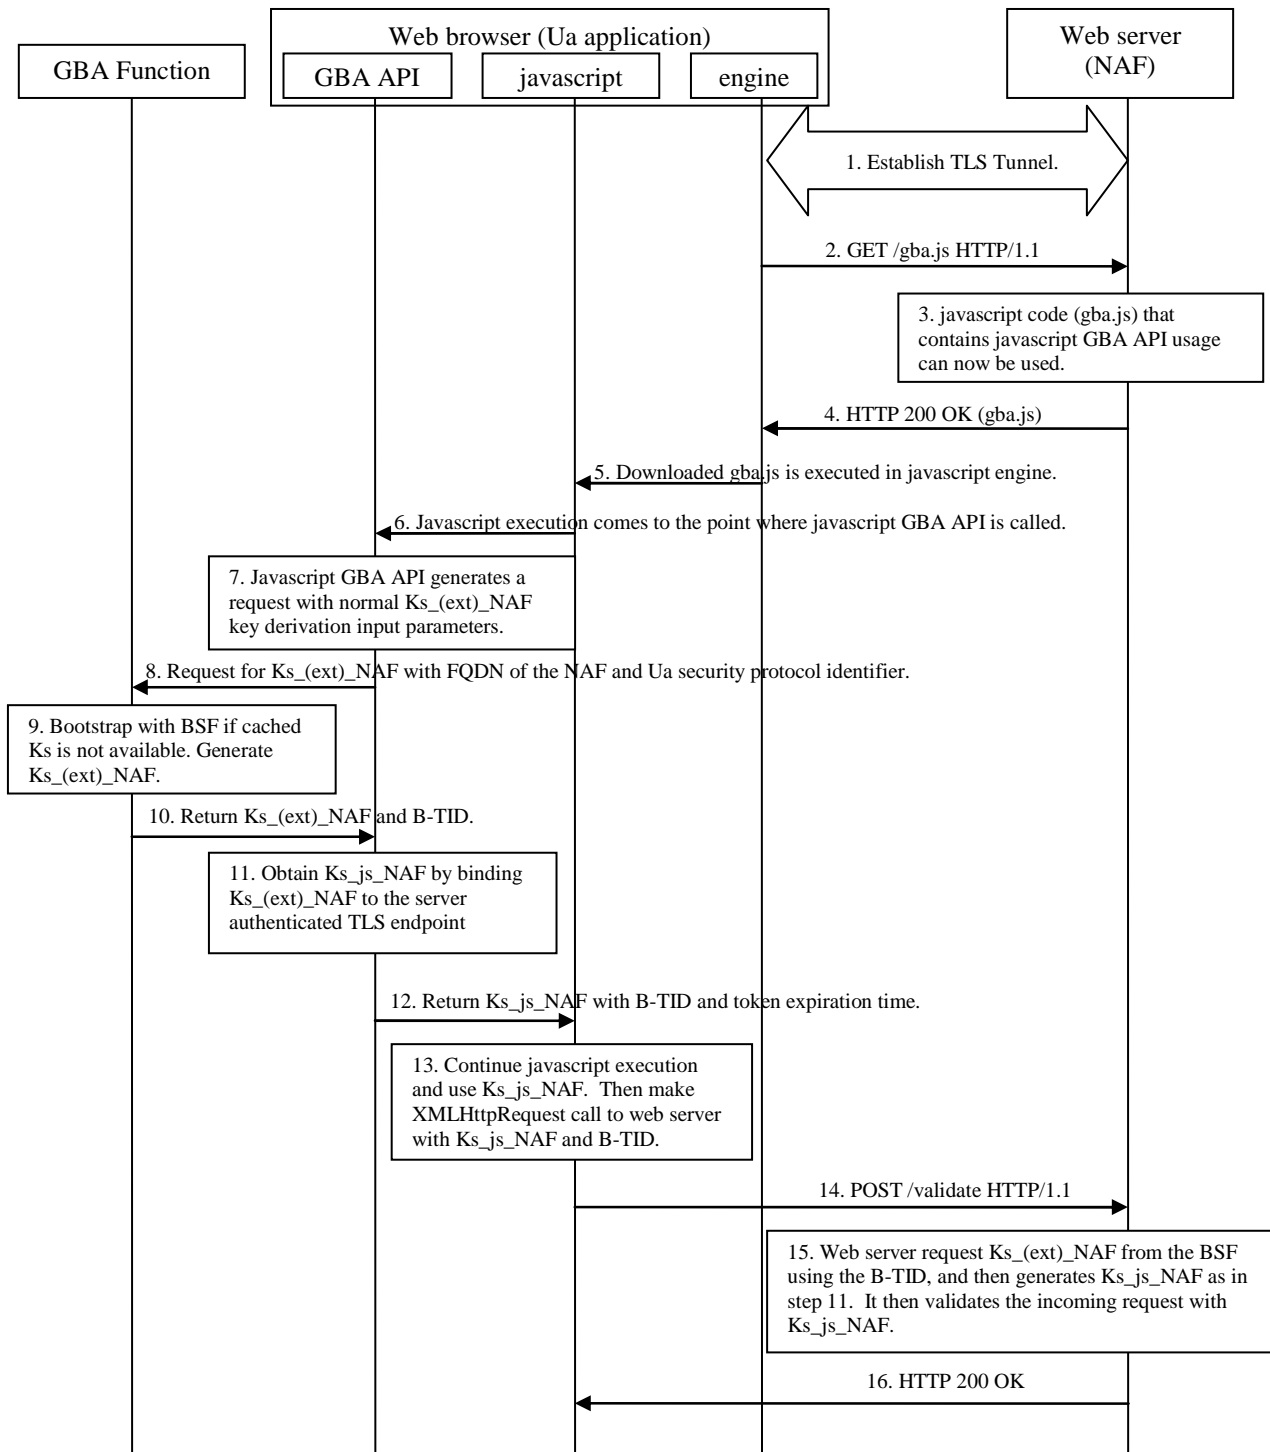 Web browser (Ua application)
Web server
(NAF)
GBA Function
GBA API
javascript
engine
1. Establish TLS Tunnel.
2. GET /gba.js HTTP/1.1
3. javascript code (gba.js) that
contains javascript GBA API usage
can now be used.
4. HTTP 200 OK (gba.js)
5. Downloaded gba.js is executed in javascript engine.
6. Javascript execution comes to the point where javascript GBA API is called.
7. Javascript GBA API generates a
request with normal Ks_(ext)_NAF
key derivation input parameters.
8. Request for Ks_(ext)_NAF with FQDN of the NAF and Ua security protocol identifier.
9. Bootstrap with BSF if cached
Ks is not available. Generate
Ks_(ext)_NAF.
10. Return Ks_(ext)_NAF and B-TID.
11. Obtain Ks_js_NAF by binding
Ks_(ext)_NAF to the server
authenticated TLS endpoint
12. Return Ks_js_NAF with B-TID and token expiration time.
13. Continue javascript execution
and use Ks_js_NAF. Then make
XMLHttpRequest call to web server
with Ks_js_NAF and B-TID.
14. POST /validate HTTP/1.1
15. Web server request Ks_(ext)_NAF from the BSF
using the B-TID, and then generates Ks_js_NAF as in
step 11. It then validates the incoming request with
Ks_js_NAF.
16. HTTP 200 OK